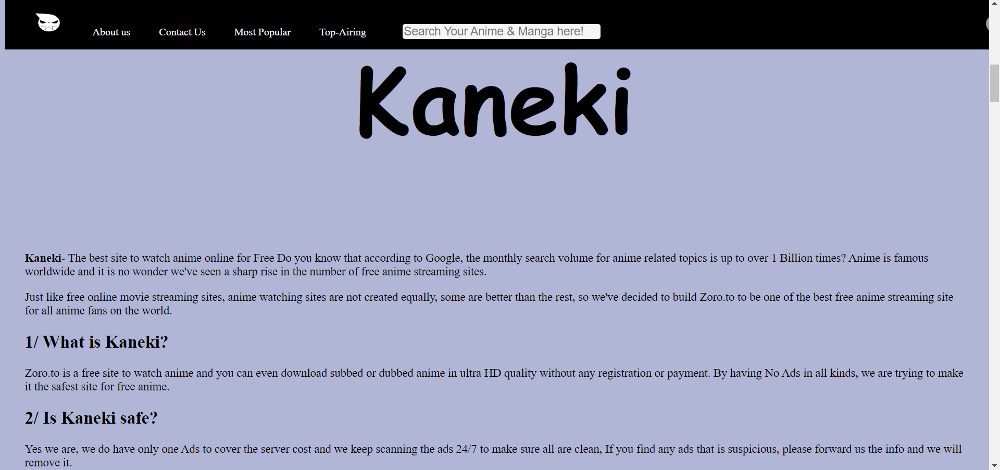 About us Contact Us Most Popular Top-Airing Search Your Anime & Manga here!
Kaneki
Kaneki- The best site to watch anime online for Free Do you know that according to Google, the monthly search volume for anime related topics is up to over 1 Billion times? Anime is famous
worldwide and it is no wonder we've seen a sharp rise in the number of free anime streaming sites.
Just like free online movie streaming sites, anime watching sites are not created equally, some are better than the rest, so we've decided to build Zoro.to to be one of the best free anime streaming site
for all anime fans on the world.
1/ What is Kaneki?
Zoro.to is a free site to watch anime and you can even download subbed or dubbed anime in ultra HD quality without any registration or payment. By having No Ads in all kinds, we are trying to make
it the safest site for free anime.
2/ Is Kaneki safe?
Yes we are, we do have only one Ads to cover the server cost and we keep scanning the ads 24/7 to make sure all are clean, If you find any ads that is suspicious, please forward us the info and we will
remove it.